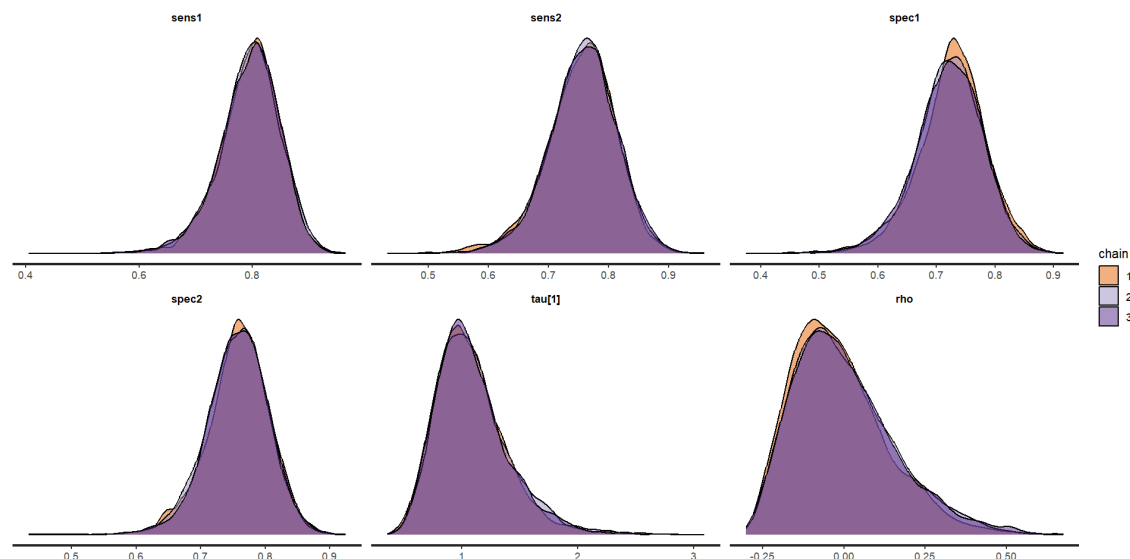 sens1 sens2 spec1
0.4 0.6 0.8 0.5 0.6 0.7 0.8 0.9 0.4 0.5 0.6 0.7 0.8 0.9
chain
1
2
3
spec2 tau[1] rho
0.5 0.6 0.7 0.8 0.9 1 2 3 -0.25 0.00 0.25 0.50